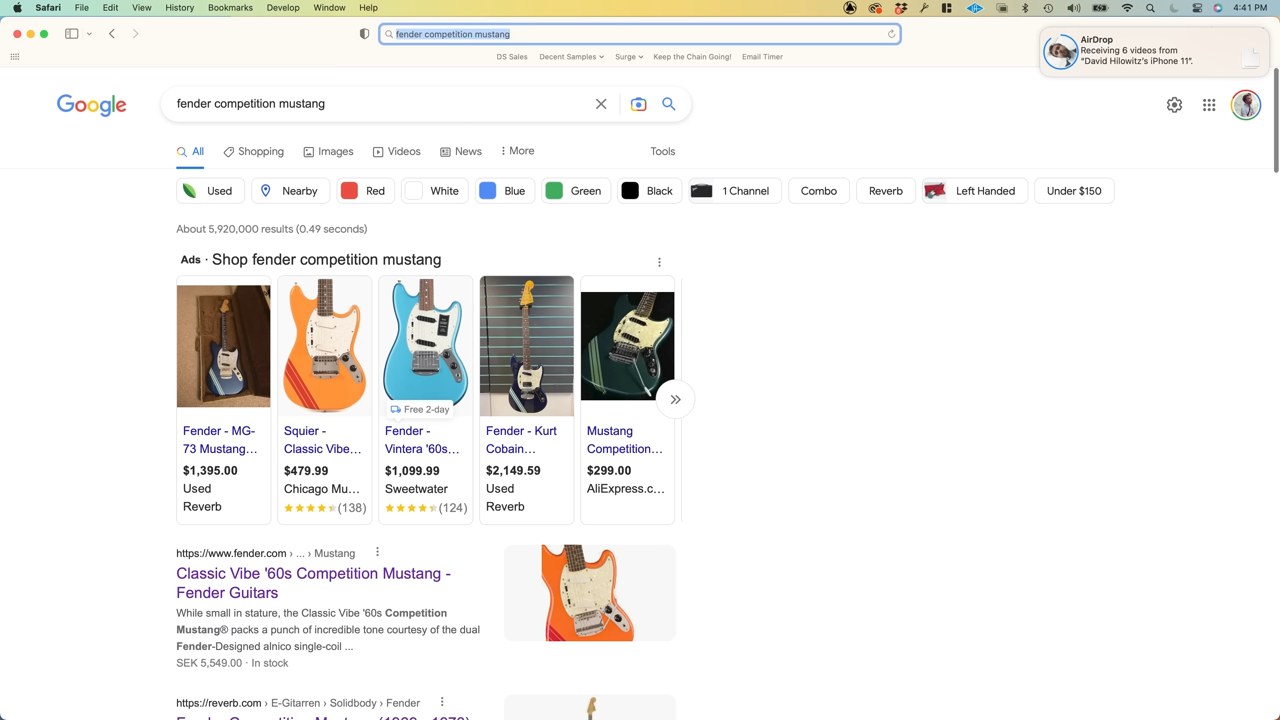 Safari File Edit View History Bookmarks Develop Window Help 4:41 PM
fender competition mustang
DS Sales Decent Samples Surge Keep the Chain Going! Email Timer
AirDrop
Receiving 6 videos from
"David Hilowitz's iPhone 11".
Google
fender competition mustang
All Shopping Images Videos News More Tools
Used Nearby Red White Blue Green Black 1 Channel Combo Reverb Left Handed Under $150
About 5,920,000 results (0.49 seconds)
Ads · Shop fender competition mustang
Free 2-day
Fender - MG-
73 Mustang…
$1,395.00
Used
Reverb
Squier -
Classic Vibe…
$479.99
Chicago Mu…
(138)
Fender -
Vintera '60s…
$1,099.99
Sweetwater
(124)
Fender - Kurt
Cobain…
$2,149.59
Used
Reverb
Mustang
Competition…
$299.00
AliExpress.c…
https://www.fender.com › ... › Mustang
Classic Vibe '60s Competition Mustang -
Fender Guitars
While small in stature, the Classic Vibe '60s Competition
Mustang® packs a punch of incredible tone courtesy of the dual
Fender-Designed alnico single-coil ...
SEK 5,549.00 · In stock
https://reverb.com › E-Gitarren › Solidbody › Fender